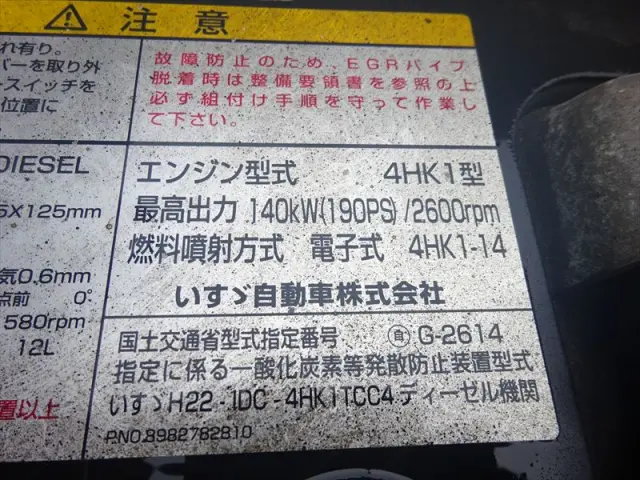 ⚠注意
れ有り。
バーを取り外
ースイッチを
位置に
故障防止のため、EGRパイプ
脱着時は整備要領書を参照の上
必ず組付け手順を守って作業し
て下さい。
DIESEL
5X125mm
気0.6mm
点前 0°
580rpm
12L
置以上
エンジン型式 4HK1型
最高出力 140kW(190PS)/2600rpm
燃料噴射方式 電子式 4HK1-14
いすゞ自動車株式会社
国土交通省型式指定番号 自 G-2614
指定に係る一酸化炭素等発散防止装置型式
いすゞH22-IDC-4HK1TCC4ディーゼル機関
P.NO.8982782810